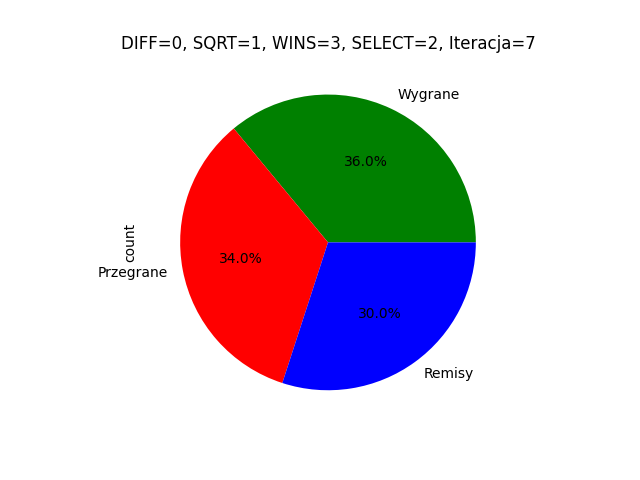 DIFF=0, SQRT=1, WINS=3, SELECT=2, Iteracja=7
Wygrane
36.0%
count
34.0%
Przegrane
30.0%
Remisy